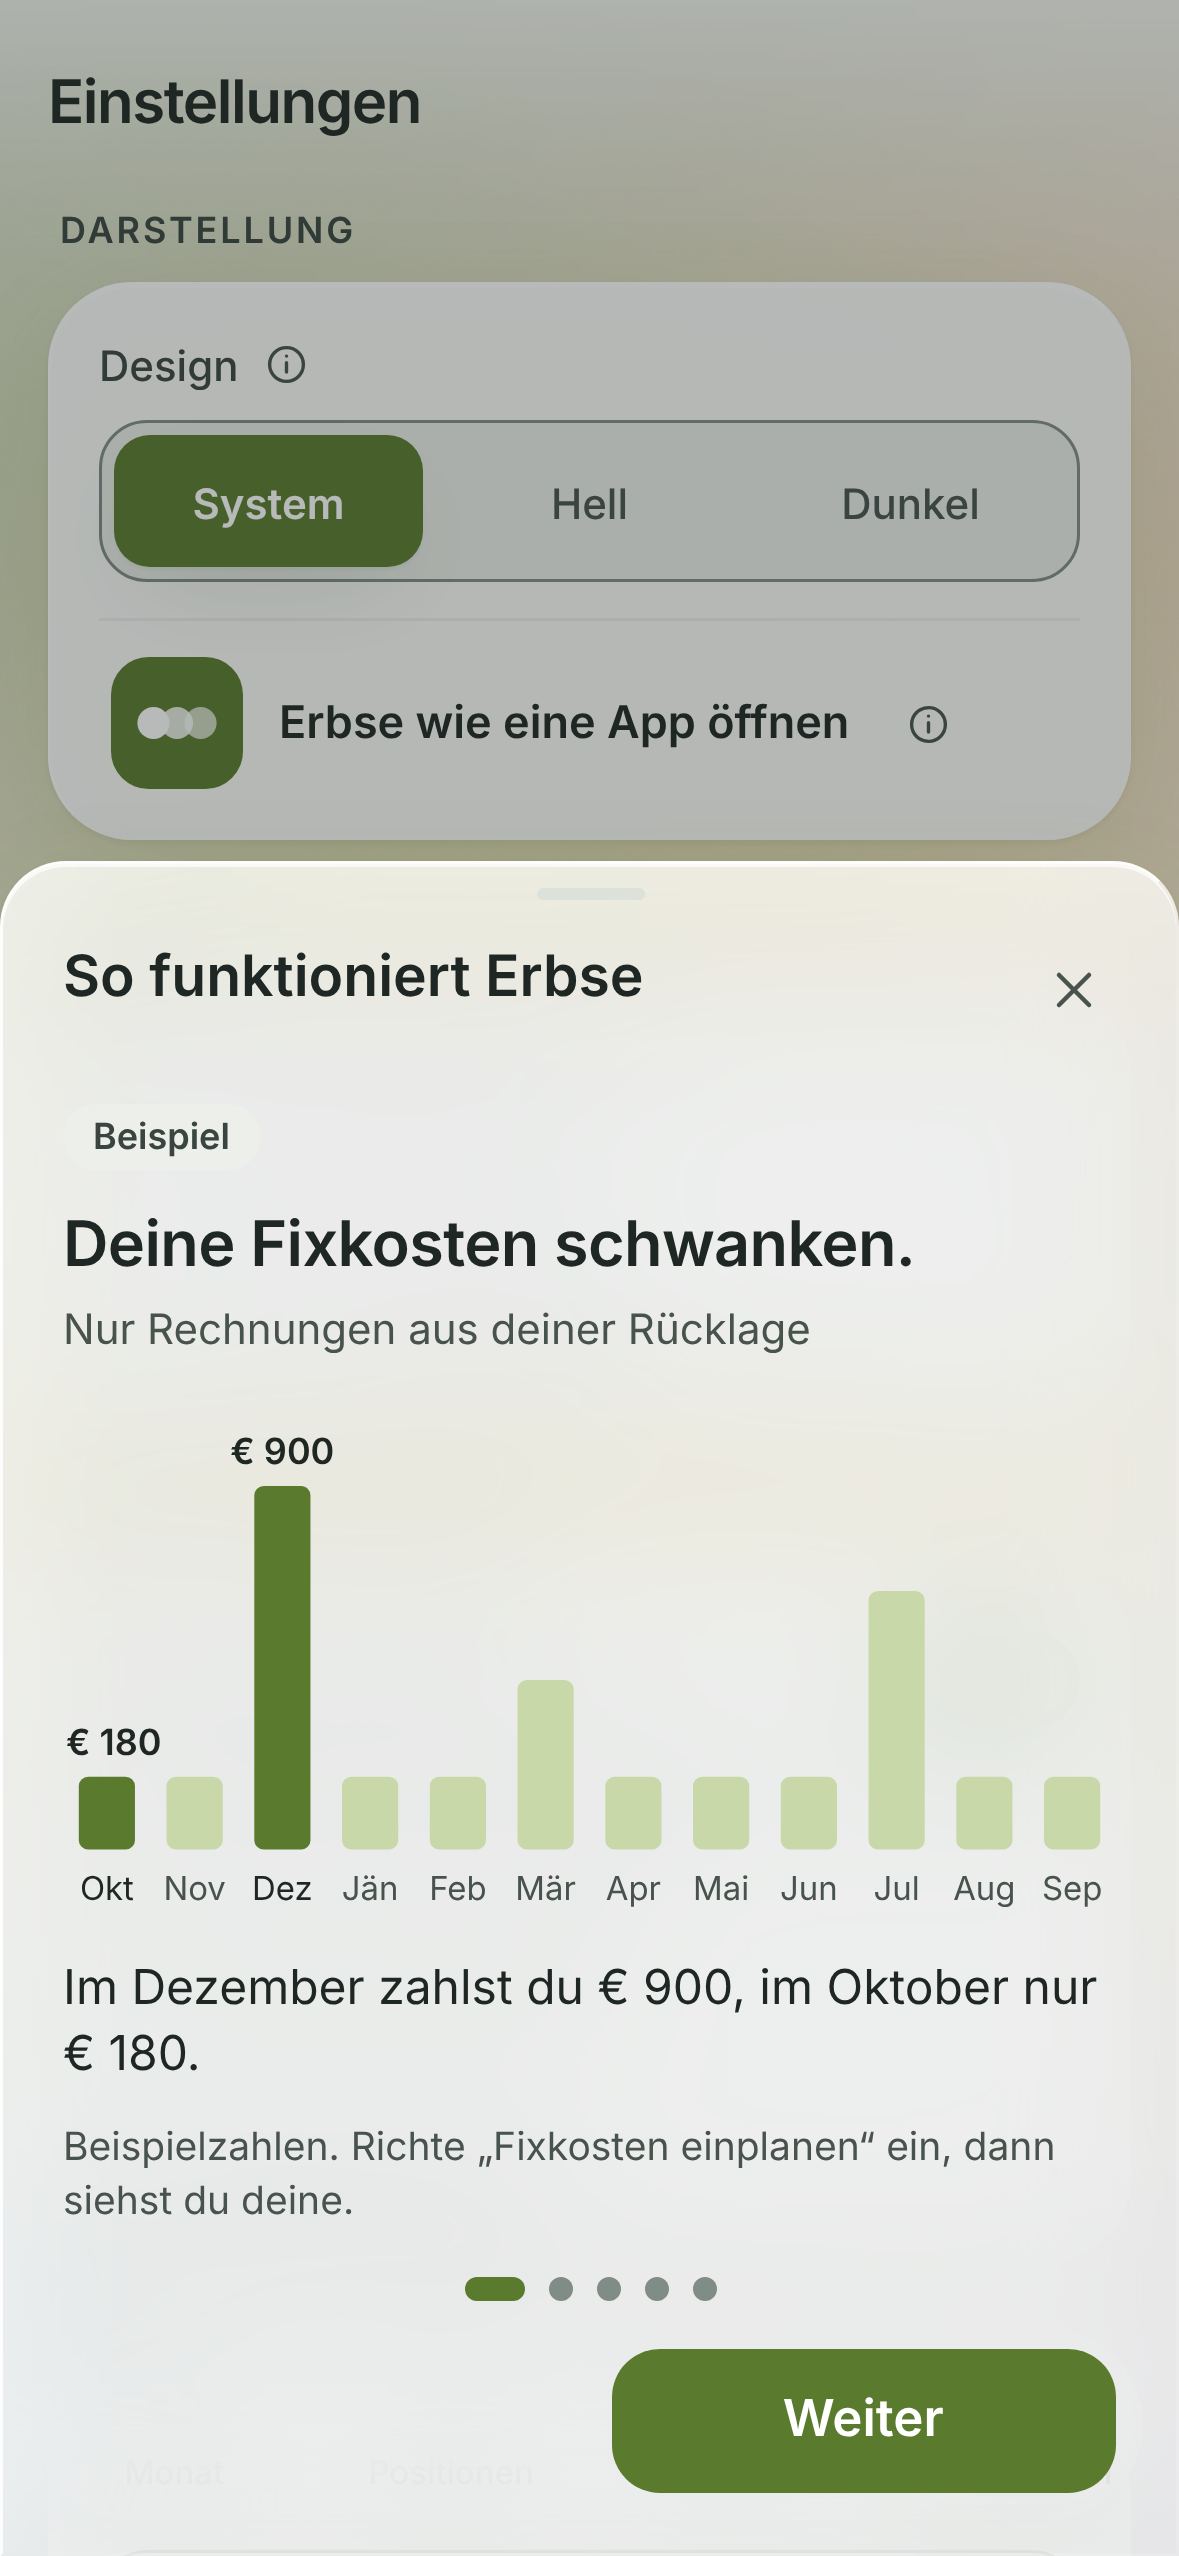 Einstellungen
DARSTELLUNG
Design
System Hell Dunkel
Erbse wie eine App öffnen
So funktioniert Erbse
Beispiel
Deine Fixkosten schwanken.
Nur Rechnungen aus deiner Rücklage
€ 900
€ 180
Okt Nov Dez Jän Feb Mär Apr Mai Jun Jul Aug Sep
Im Dezember zahlst du € 900, im Oktober nur
€ 180.
Beispielzahlen. Richte „Fixkosten einplanen“ ein, dann
siehst du deine.
Weiter
Monat Positionen